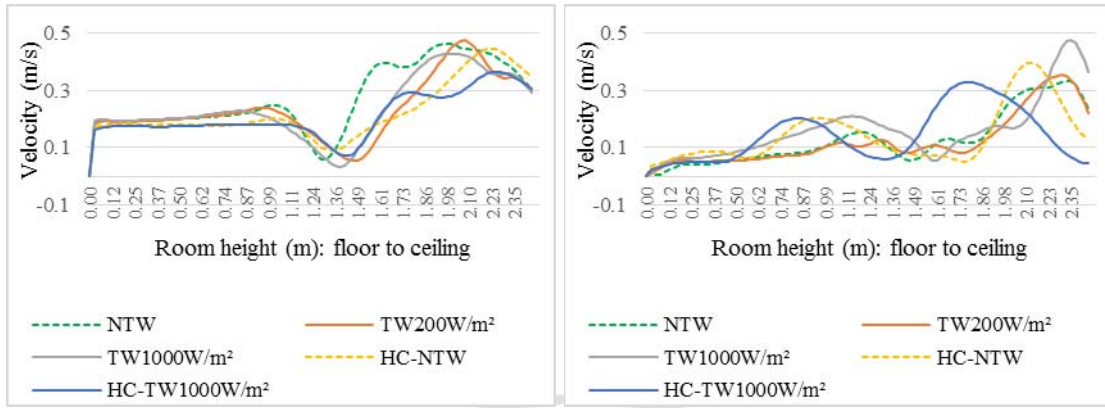 0.5
0.3
0.1
-0.1
Velocity (m/s)
0.00 0.12 0.25 0.37 0.50 0.62 0.74 0.87 0.99 1.11 1.24 1.36 1.49 1.61 1.73 1.86 1.98 2.10 2.23 2.35
Room height (m): floor to ceiling
NTW TW200W/m²
TW1000W/m² HC-NTW
HC-TW1000W/m²
0.5
0.3
0.1
-0.1
Velocity (m/s)
0.00 0.12 0.25 0.37 0.50 0.62 0.74 0.87 0.99 1.11 1.24 1.36 1.49 1.61 1.73 1.86 1.98 2.10 2.23 2.35
Room height (m): floor to ceiling
NTW TW200W/m²
TW1000W/m² HC-NTW
HC-TW1000W/m²